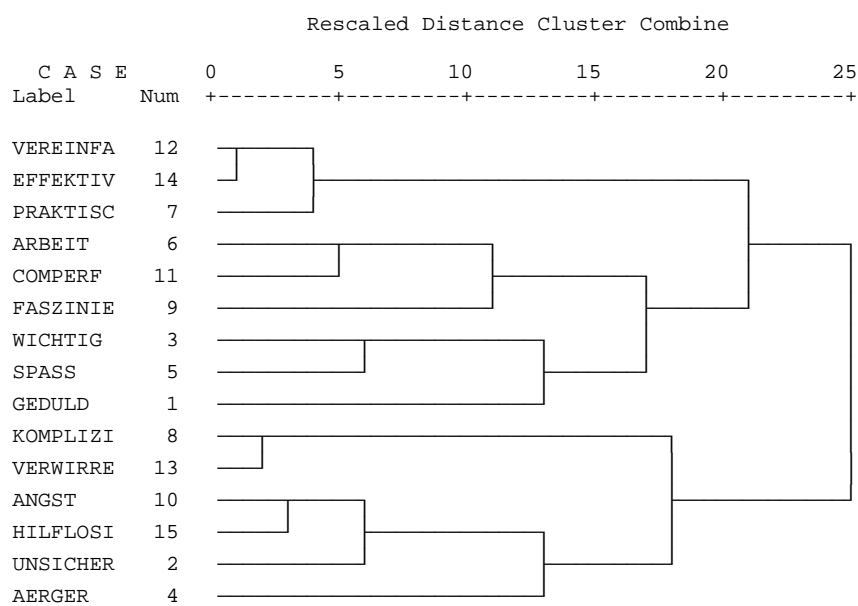 Rescaled Distance Cluster Combine
C A S E 0 5 10 15 20 25
Label Num +---------+---------+---------+---------+---------+
VEREINFA 12
EFFEKTIV 14
PRAKTISC 7
ARBEIT 6
COMPERF 11
FASZINIE 9
WICHTIG 3
SPASS 5
GEDULD 1
KOMPLIZI 8
VERWIRRE 13
ANGST 10
HILFLOSI 15
UNSICHER 2
AERGER 4